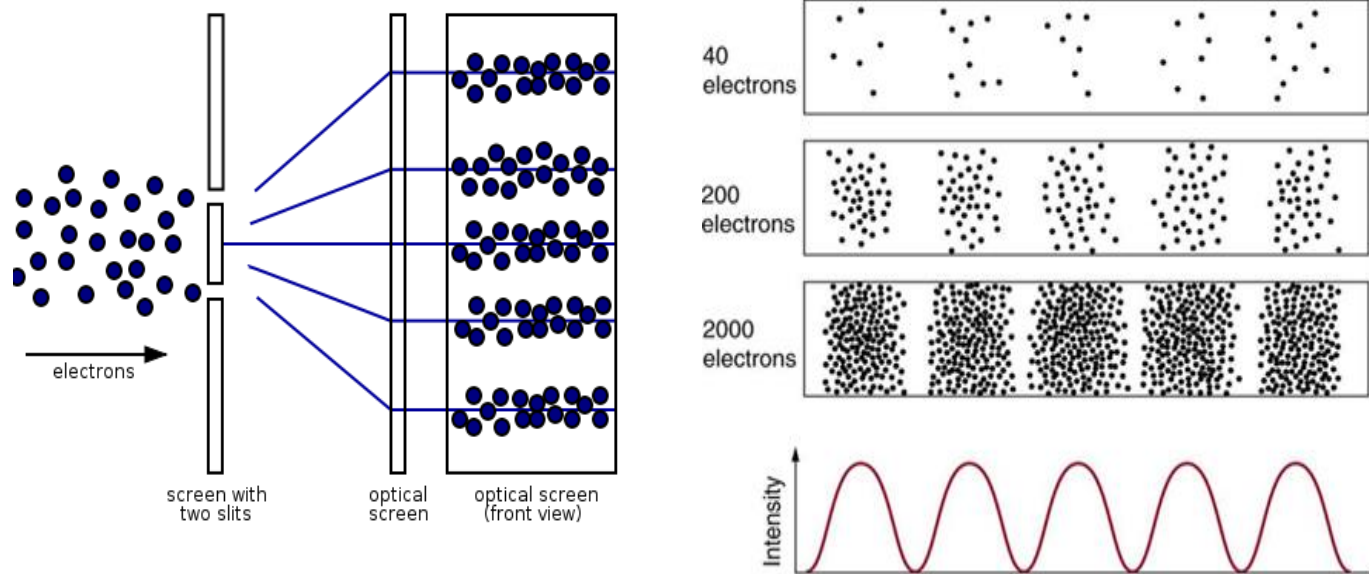 electrons
screen with
two slits
optical
screen
optical screen
(front view)
40
electrons
200
electrons
2000
electrons
Intensity